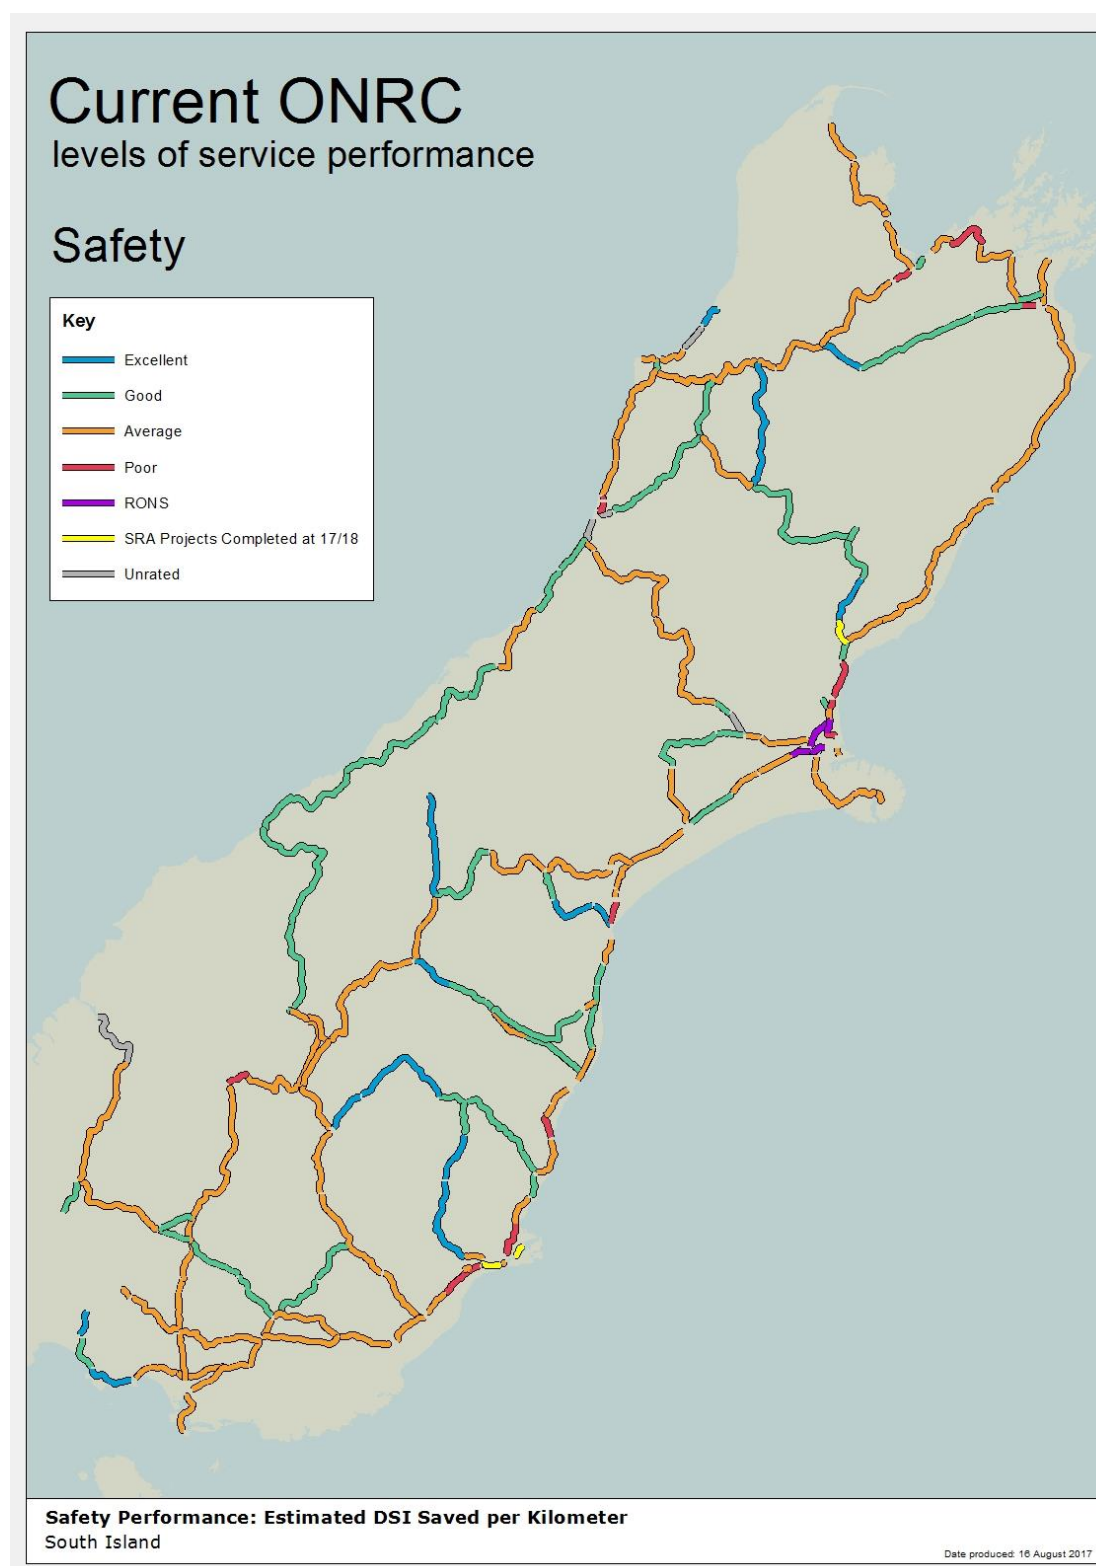 Current ONRC
levels of service performance
Safety
Key
Excellent
Good
Average
Poor
RONS
SRA Projects Completed at 17/18
Unrated
Safety Performance: Estimated DSI Saved per Kilometer
South Island
Date produced: 16 August 2017